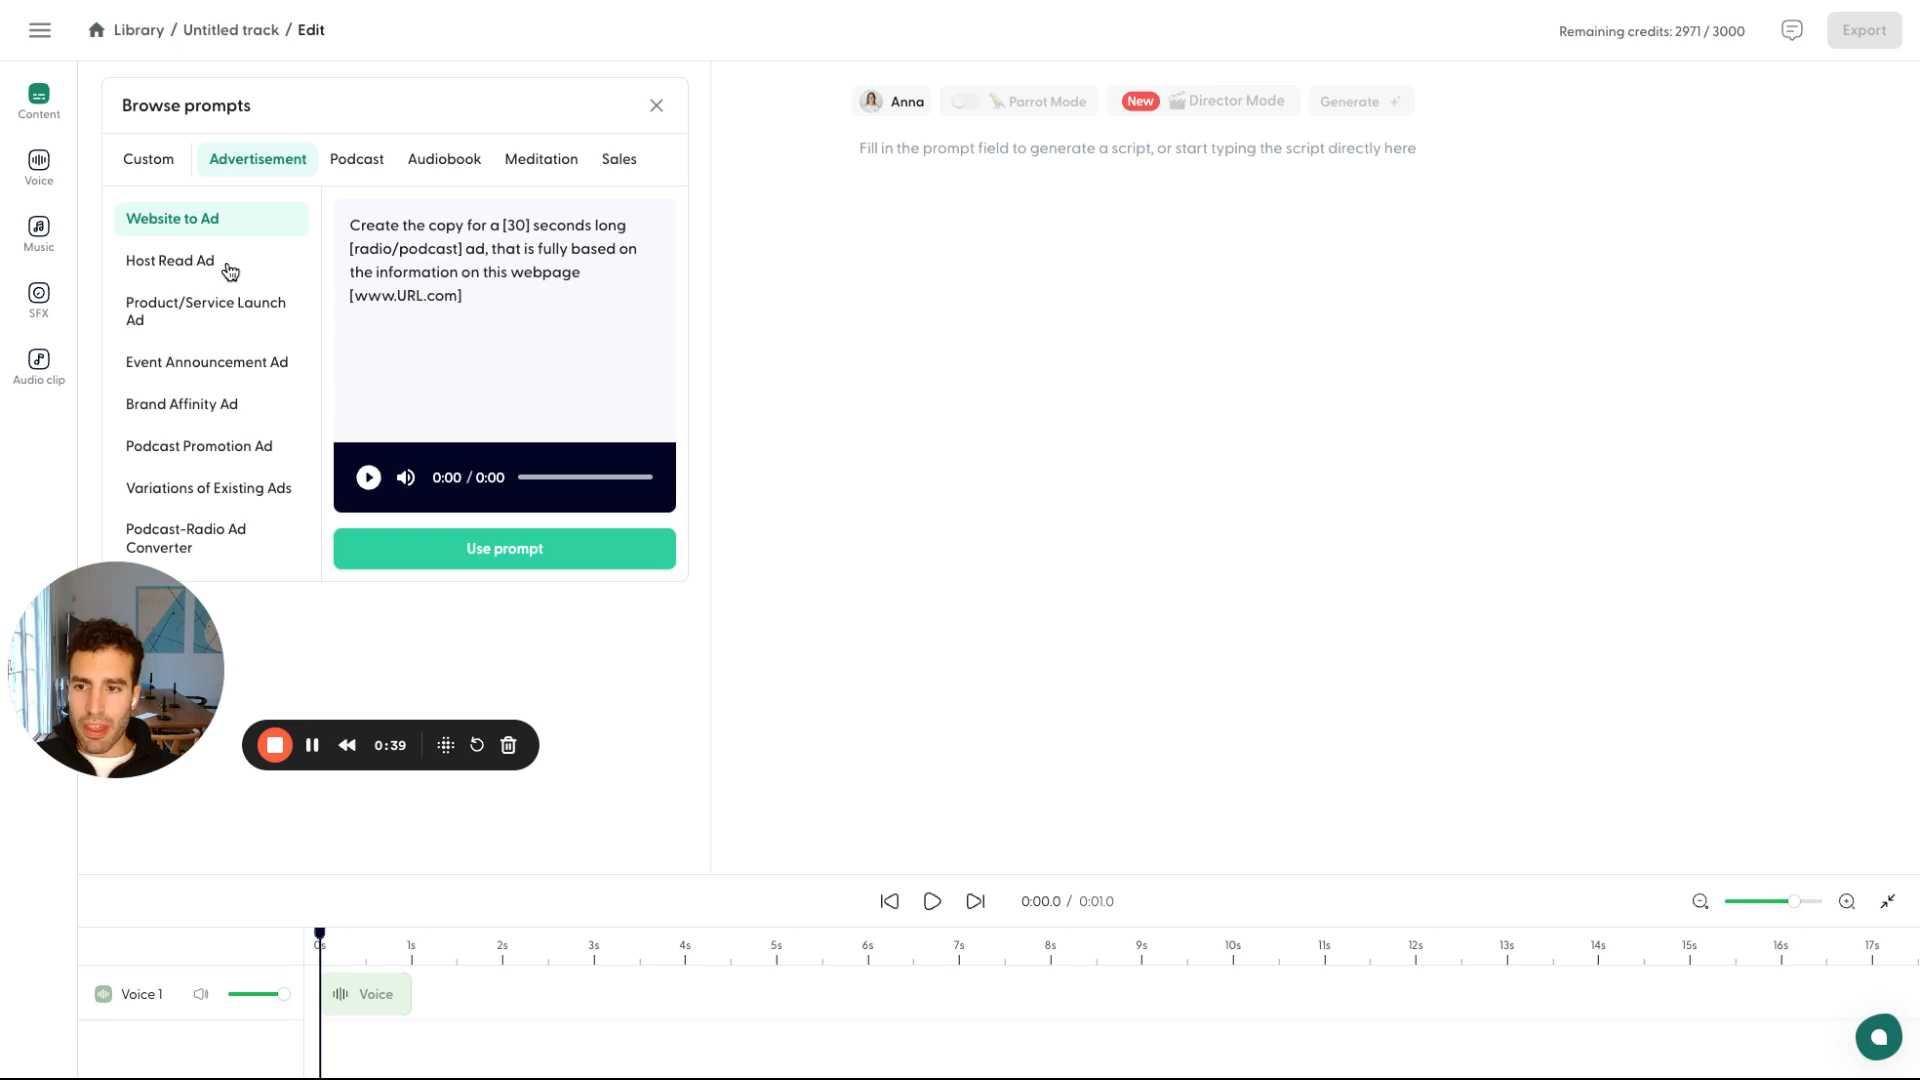 Library / Untitled track / Edit
Remaining credits: 2971 / 3000
Export
Content
Voice
Music
SFX
Audio clip
Browse prompts
Custom
Advertisement
Podcast
Audiobook
Meditation
Sales
Website to Ad
Host Read Ad
Product/Service Launch
Ad
Event Announcement Ad
Brand Affinity Ad
Podcast Promotion Ad
Variations of Existing Ads
Podcast-Radio Ad
Converter
Create the copy for a [30] seconds long
[radio/podcast] ad, that is fully based on
the information on this webpage
[www.URL.com]
0:00 / 0:00
Use prompt
Anna
Parrot Mode
New
Director Mode
Generate
Fill in the prompt field to generate a script, or start typing the script directly here
0:39
0:00.0 / 0:01.0
0s
1s
2s
3s
4s
5s
6s
7s
8s
9s
10s
11s
12s
13s
14s
15s
16s
17s
Voice 1
Voice